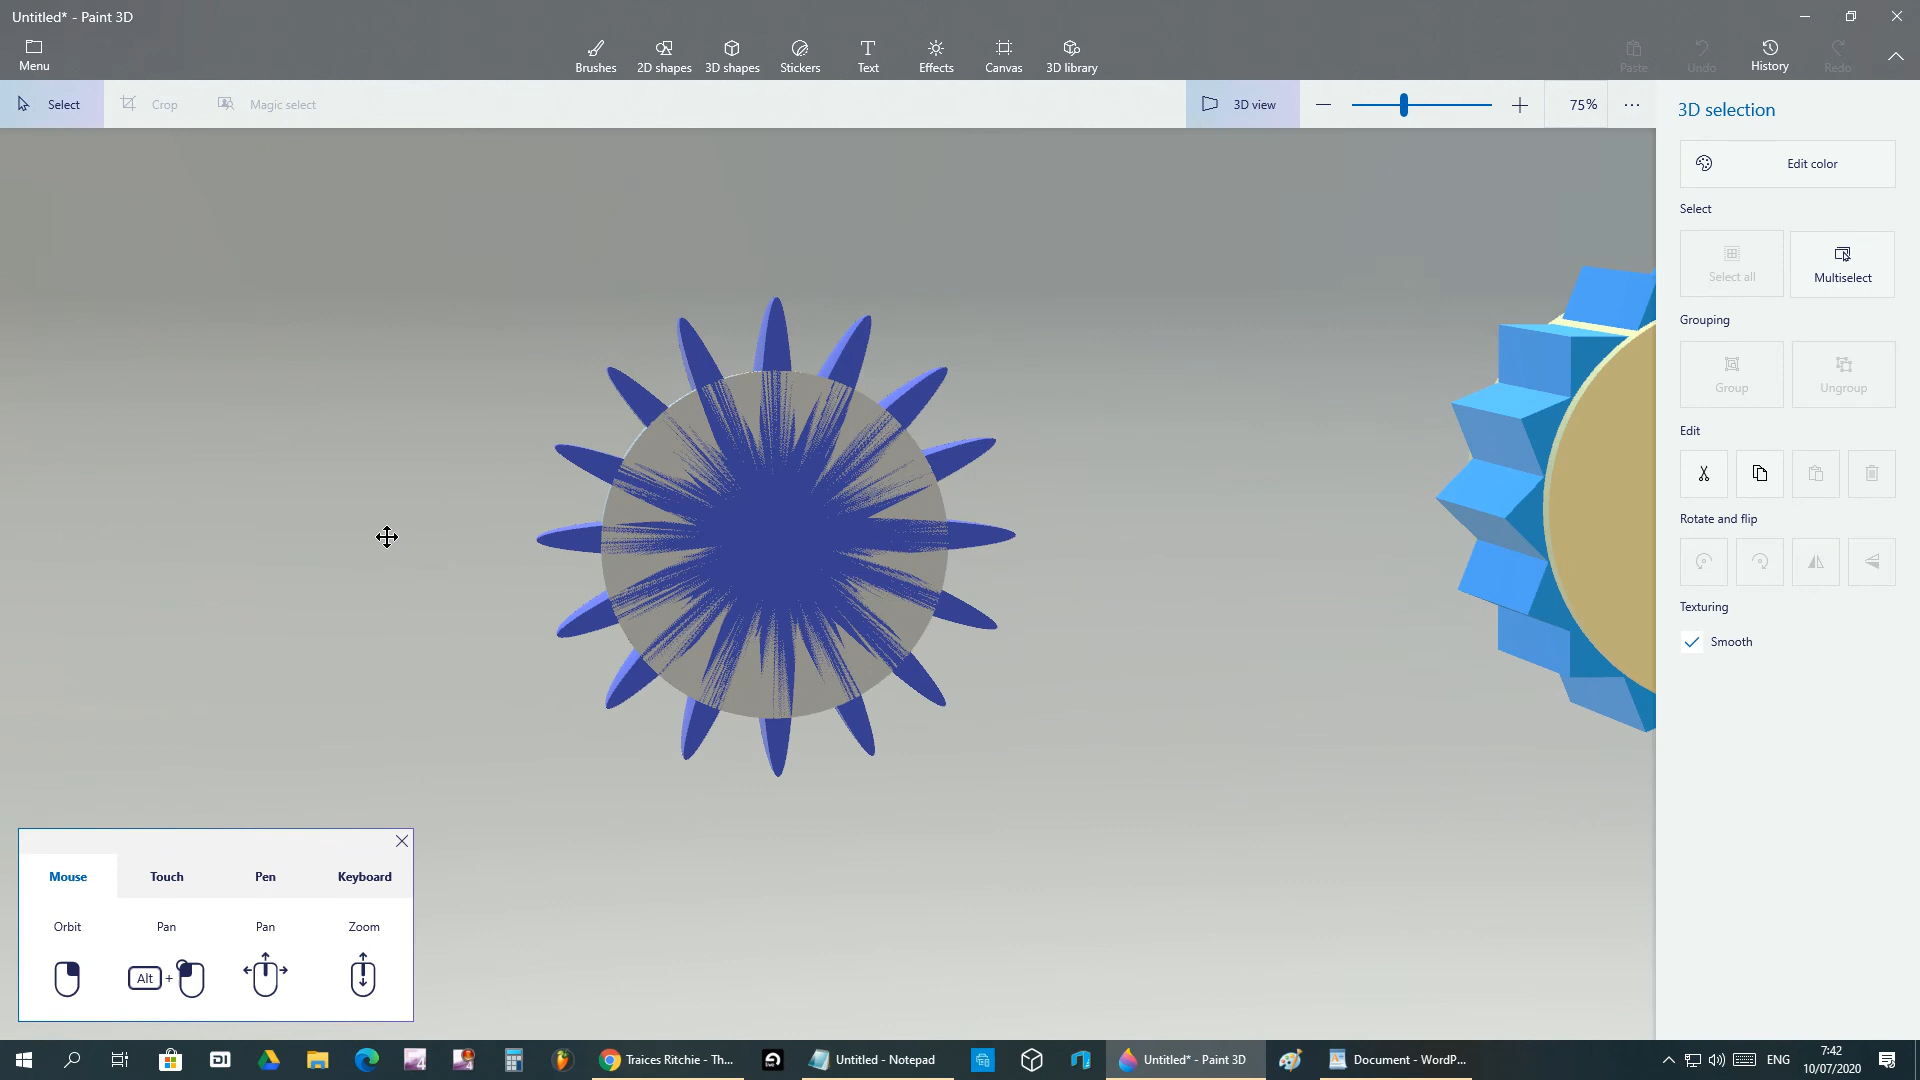 Untitled* - Paint 3D
Menu
Brushes
2D shapes
3D shapes
Stickers
Text
Effects
Canvas
3D library
Paste
Undo
History
Redo
Select
Crop
Magic select
3D view
75%
3D selection
Edit color
Select
Select all
Multiselect
Grouping
Group
Ungroup
Edit
Rotate and flip
Texturing
Smooth
Mouse
Touch
Pen
Keyboard
Orbit
Pan
Pan
Zoom
Alt +
Traices Ritchie - Th...
Untitled - Notepad
Untitled* - Paint 3D
Document - WordP...
ENG
7:42
10/07/2020